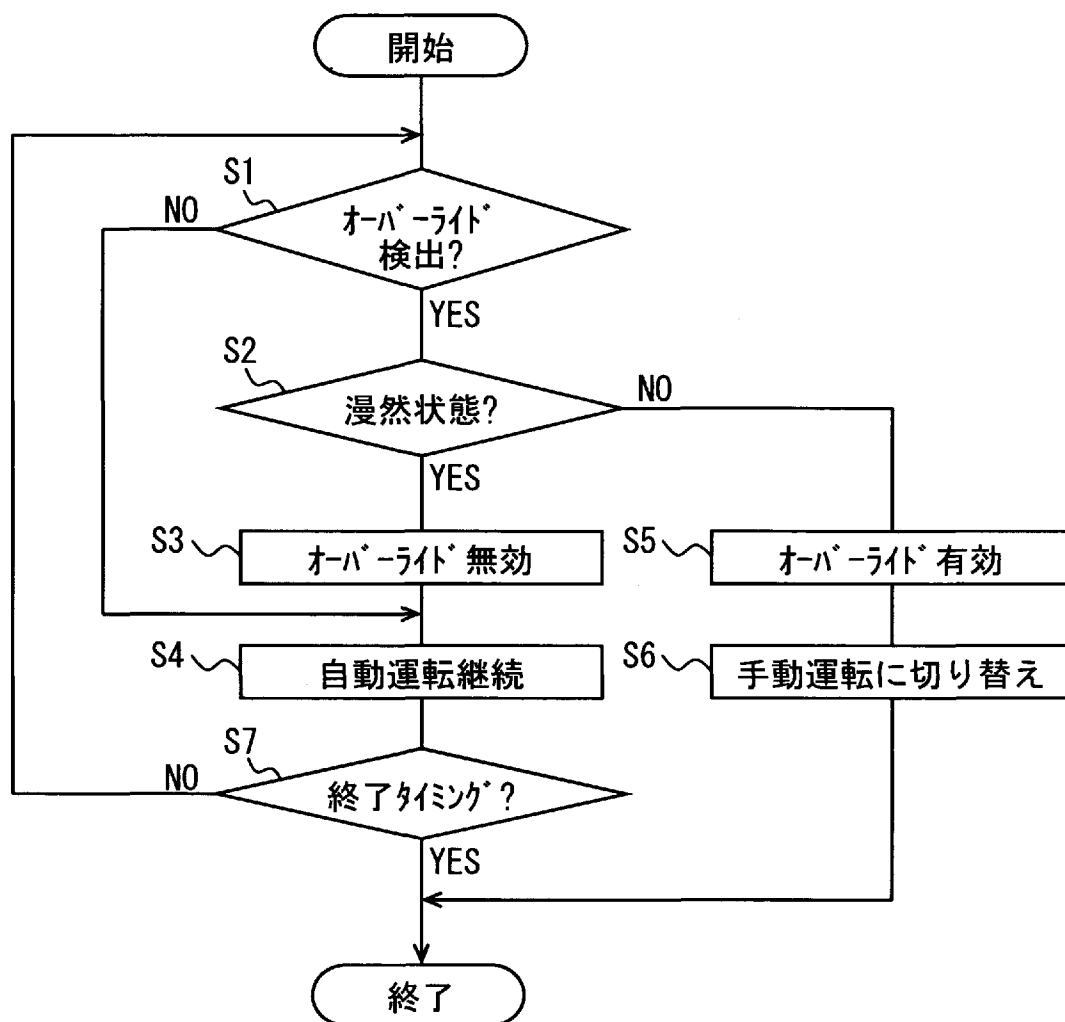 開始
S1
NO
ｵｰﾊﾞｰﾗｲﾄﾞ
検出?
YES
S2
漫然状態?
NO
YES
S3
ｵｰﾊﾞｰﾗｲﾄﾞ無効
S5
ｵｰﾊﾞｰﾗｲﾄﾞ有効
S4
自動運転継続
S6
手動運転に切り替え
S7
NO
終了ﾀｲﾐﾝｸﾞ?
YES
終了